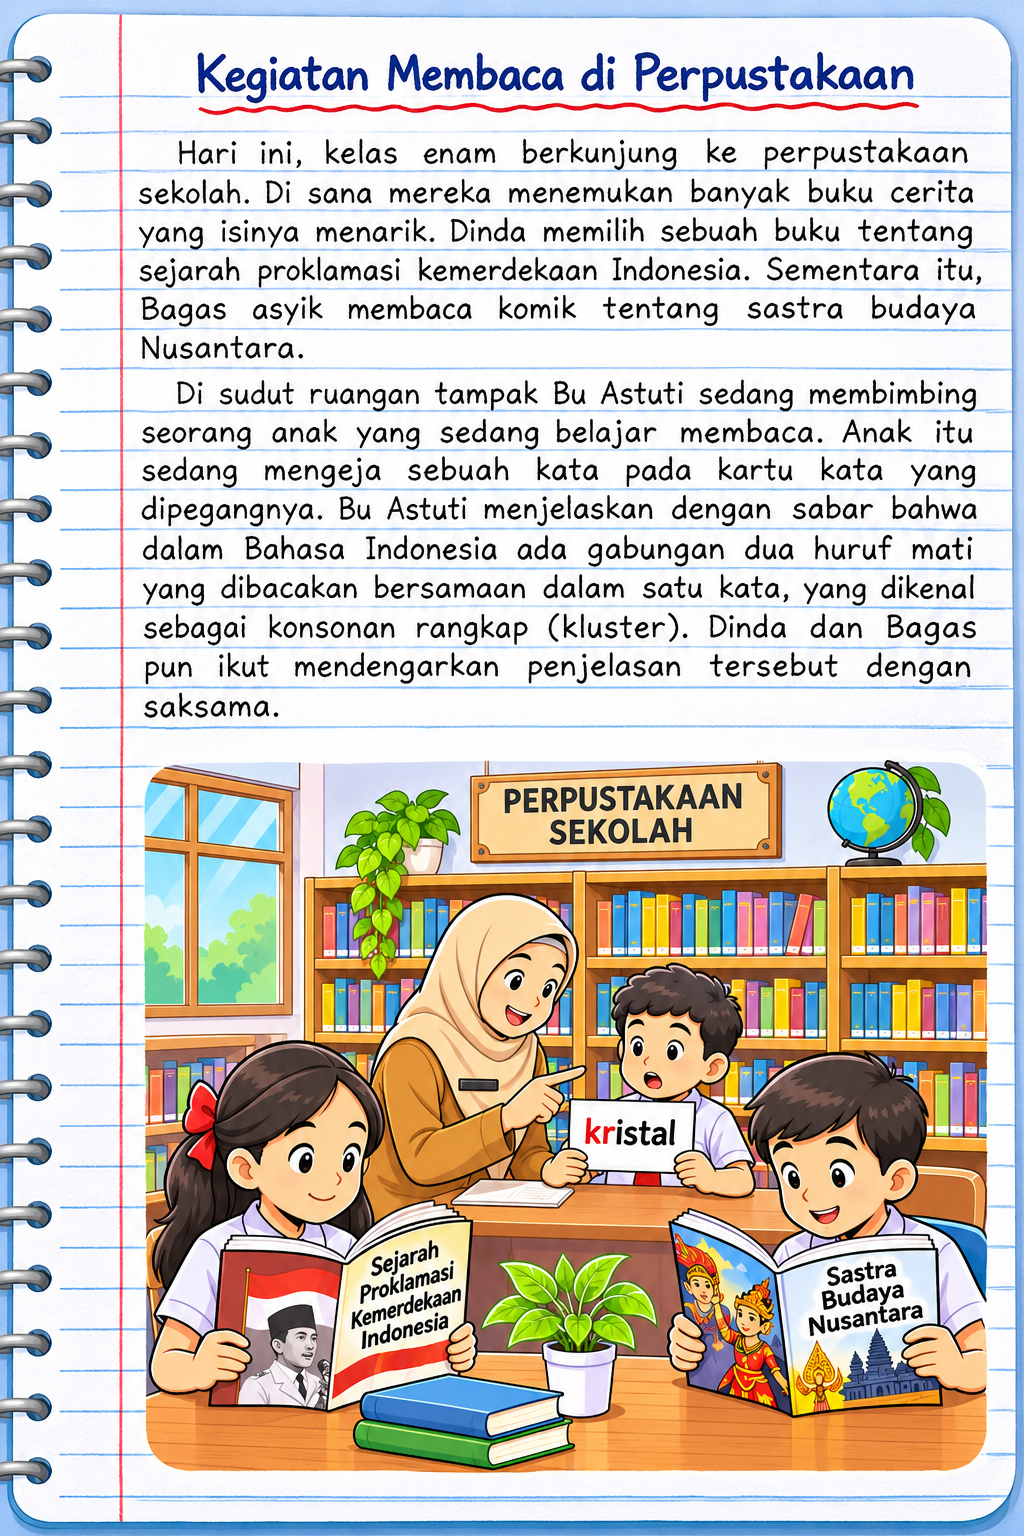 Kegiatan Membaca di Perpustakaan
Hari ini, kelas enam berkunjung ke perpustakaan
sekolah. Di sana mereka menemukan banyak buku cerita
yang isinya menarik. Dinda memilih sebuah buku tentang
sejarah proklamasi kemerdekaan Indonesia. Sementara itu,
Bagas asyik membaca komik tentang sastra budaya
Nusantara.
Di sudut ruangan tampak Bu Astuti sedang membimbing
seorang anak yang sedang belajar membaca. Anak itu
sedang mengeja sebuah kata pada kartu kata yang
dipegangnya. Bu Astuti menjelaskan dengan sabar bahwa
dalam Bahasa Indonesia ada gabungan dua huruf mati
yang dibacakan bersamaan dalam satu kata, yang dikenal
sebagai konsonan rangkap (kluster). Dinda dan Bagas
pun ikut mendengarkan penjelasan tersebut dengan
saksama.
PERPUSTAKAAN
SEKOLAH
kristal
Sejarah
Proklamasi
Kemerdekaan
Indonesia
Sastra
Budaya
Nusantara